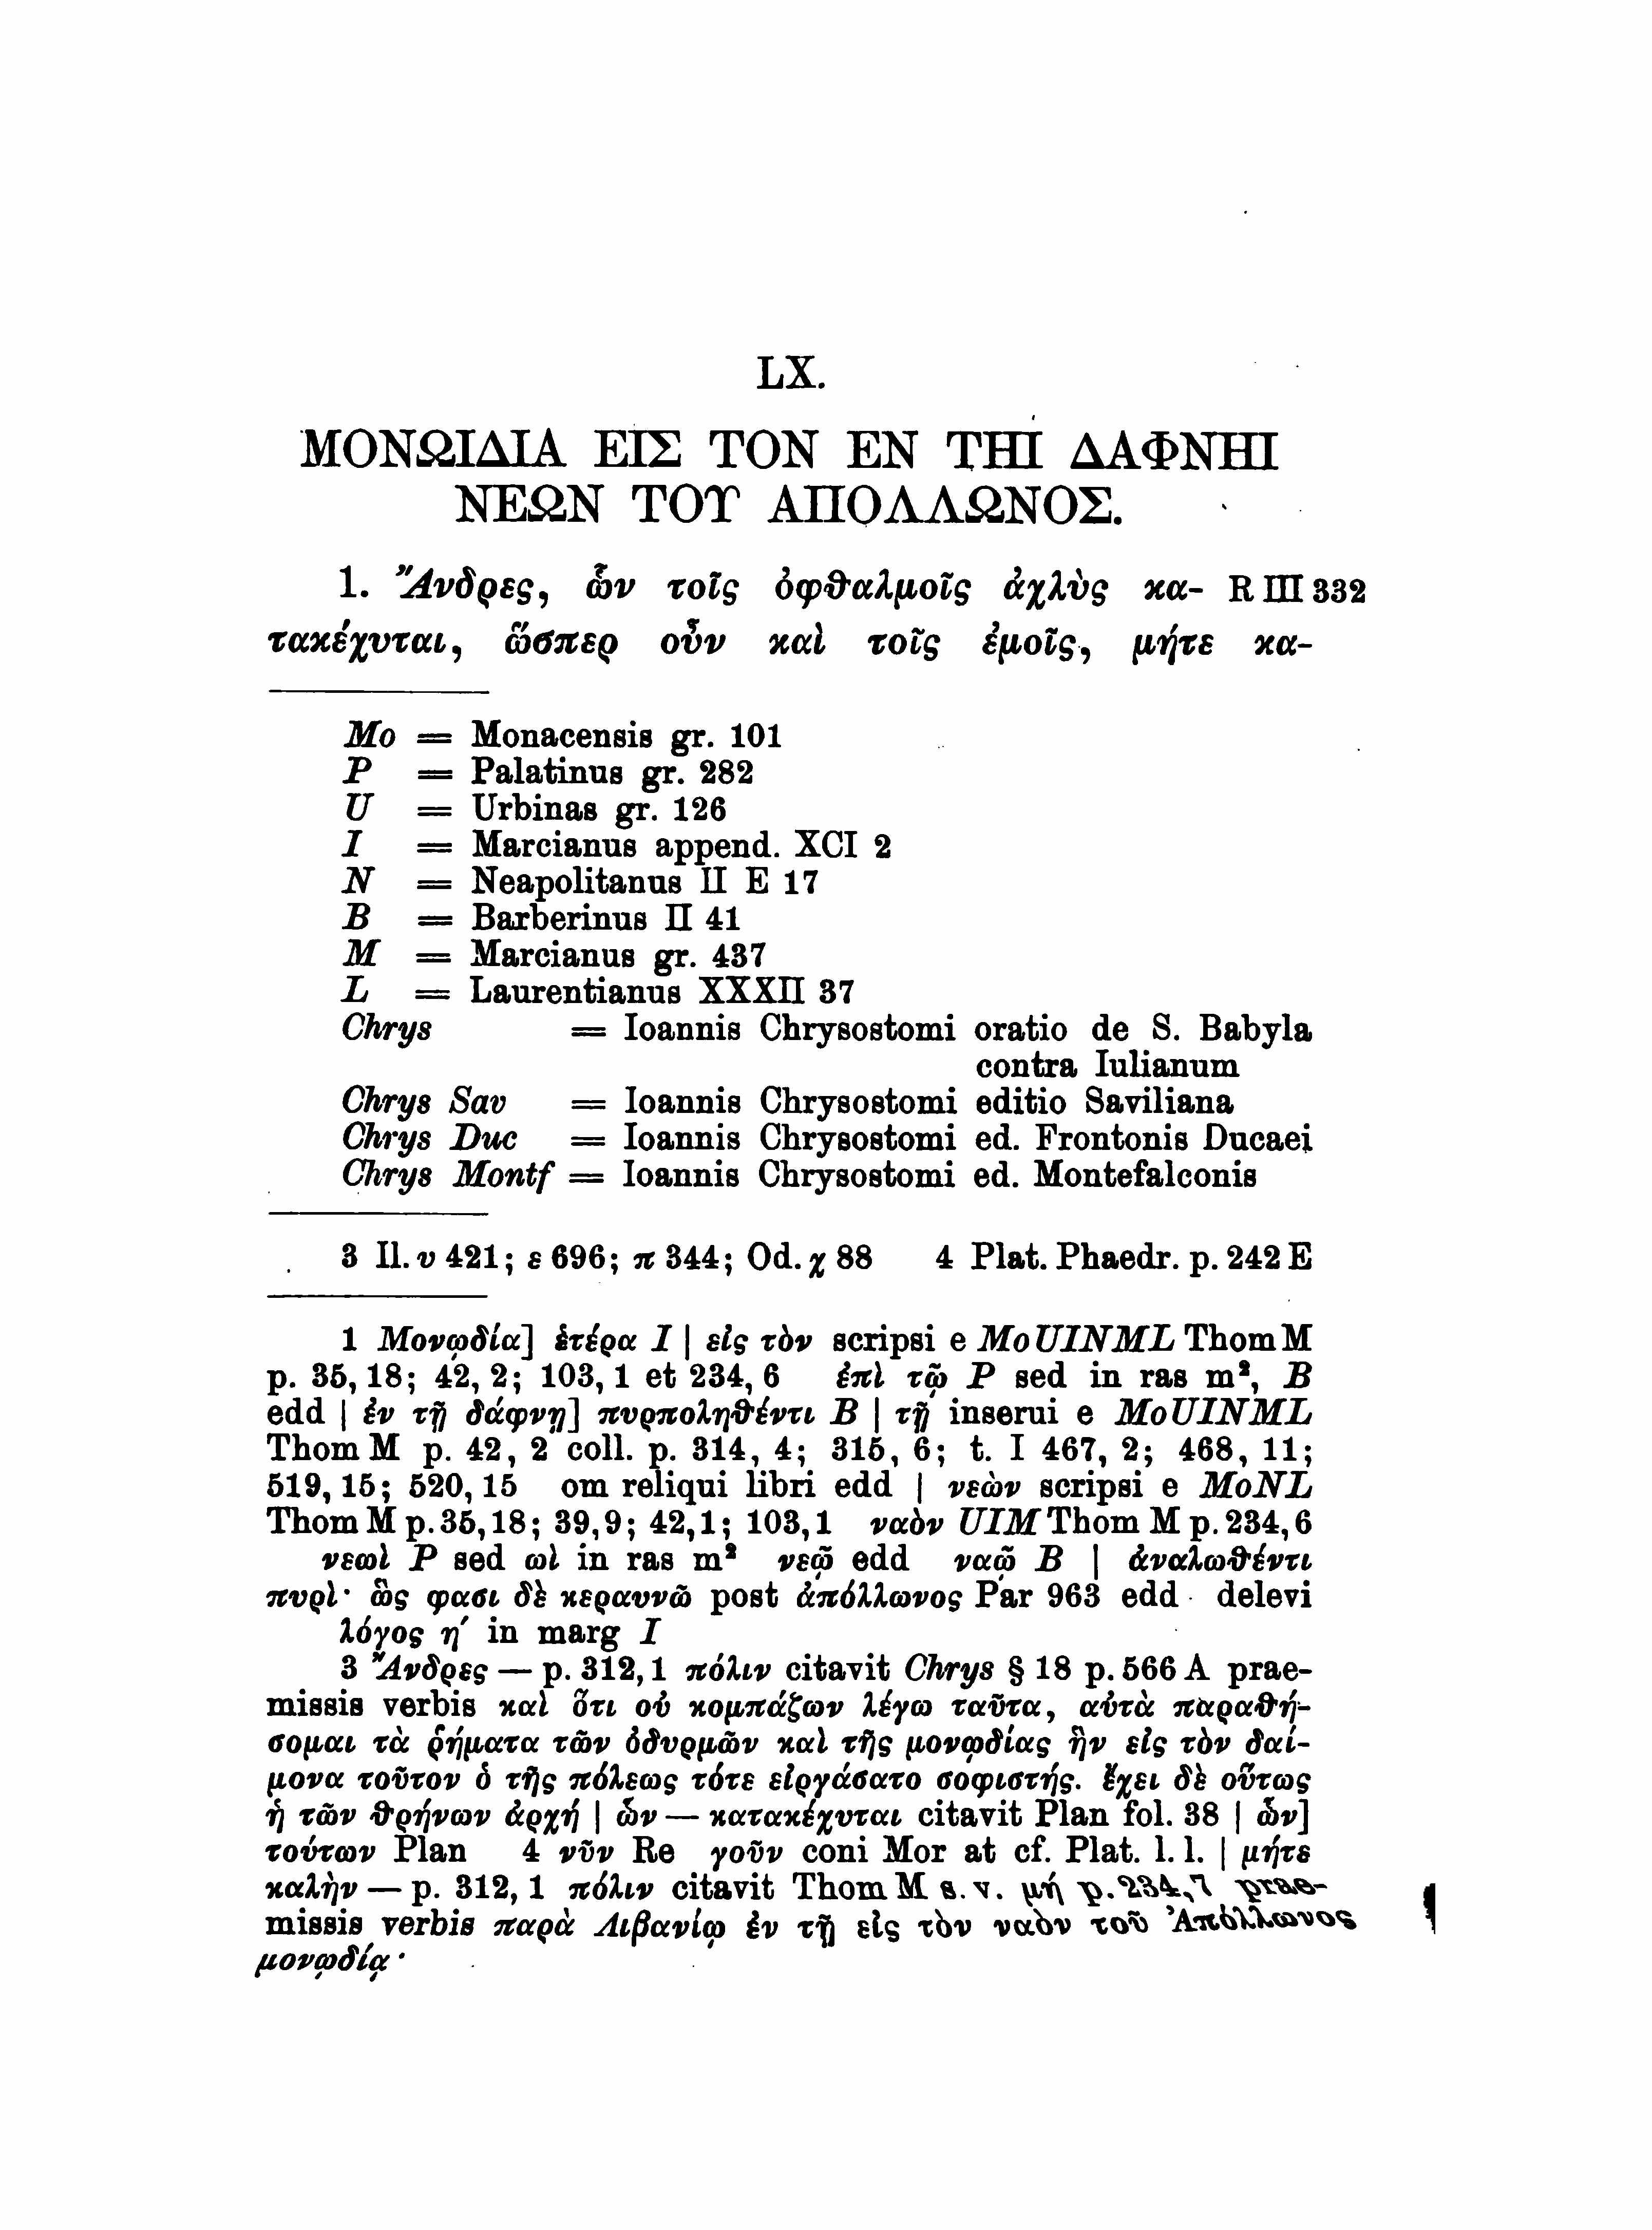 LX.
ΜΟΝΩΙΔΙΑ ΕΙΣ ΤΟΝ ΕΝ ΤΗΙ ΔΑΦΝΗΙ
ΝΕΩΝ ΤΟΥ ΑΠΟΛΛΩΝΟΣ.
1. Ἄνδρες, ὧν τοῖς ὀφθαλμοῖς ἀχλὺς κα- R III 332
τακέχυται, ὥσπερ οὖν καὶ τοῖς ἐμοῖς, μήτε κα-
Mo = Monacensis gr. 101
P = Palatinus gr. 282
U = Urbinas gr. 126
I = Marcianus append. XCI 2
N = Neapolitanus II E 17
B = Barberinus II 41
M = Marcianus gr. 437
L = Laurentianus XXXII 37
Chrys = Ioannis Chrysostomi oratio de S. Babyla
contra Iulianum
Chrys Sav = Ioannis Chrysostomi editio Saviliana
Chrys Duc = Ioannis Chrysostomi ed. Frontonis Ducaei
Chrys Montf = Ioannis Chrysostomi ed. Montefalconis
3 Il. υ 421; ε 696; π 344; Od. χ 88 4 Plat. Phaedr. p. 242 E
1 Μονῳδία] ἑτέρα I | εἰς τὸν scripsi e MoUINML ThomM
p. 35, 18; 42, 2; 103, 1 et 234, 6 ἐπὶ τῷ P sed in ras m², B
edd | ἐν τῇ δάφνῃ] πυρποληθέντι B | τῇ inserui e MoUINML
Thom M p. 42, 2 coll. p. 314, 4; 315, 6; t. I 467, 2; 468, 11;
519, 15; 520, 15 om reliqui libri edd | νεὼν scripsi e MoNL
Thom M p. 35,18; 39,9; 42,1; 103,1 ναὸν UIM Thom M p. 234,6
νεωὶ P sed ωὶ in ras m² νεῷ edd ναῷ B | ἀναλωθέντι
πυρὶ· ὥς φασι δὲ κεραυνῶ post ἀπόλλωνος Par 963 edd delevi
λόγος η′ in marg I
3 Ἄνδρες — p. 312, 1 πόλιν citavit Chrys § 18 p. 566 A prae-
missis verbis καὶ ὅτι οὐ κομπάζων λέγω ταῦτα, αὐτὰ παραθή-
σομαι τὰ ῥήματα τῶν ὀδυρμῶν καὶ τῆς μονῳδίας ἣν εἰς τὸν δαί-
μονα τοῦτον ὁ τῆς πόλεως τότε εἰργάσατο σοφιστής. ἔχει δὲ οὕτως
ἡ τῶν θρήνων ἀρχή | ὧν — κατακέχυται citavit Plan fol. 38 | ὧν]
τούτων Plan 4 νῦν Re γοῦν coni Mor at cf. Plat. l. l. | μήτε
καλὴν — p. 312, 1 πόλιν citavit Thom M s. v. μή p. 234, 7 prae-
missis verbis παρὰ Λιβανίῳ ἐν τῇ εἰς τὸν ναὸν τοῦ Ἀπόλλωνος
μονῳδίᾳ·